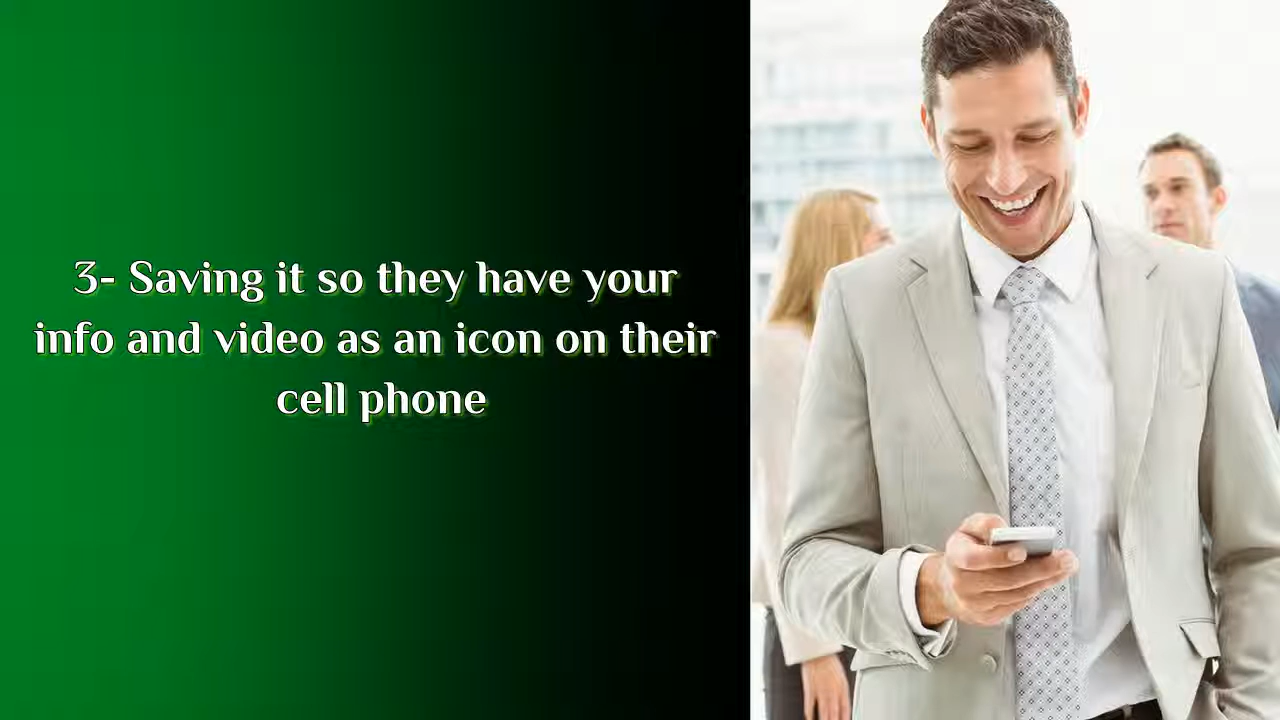 3- Saving it so they have your
info and video as an icon on their
cell phone